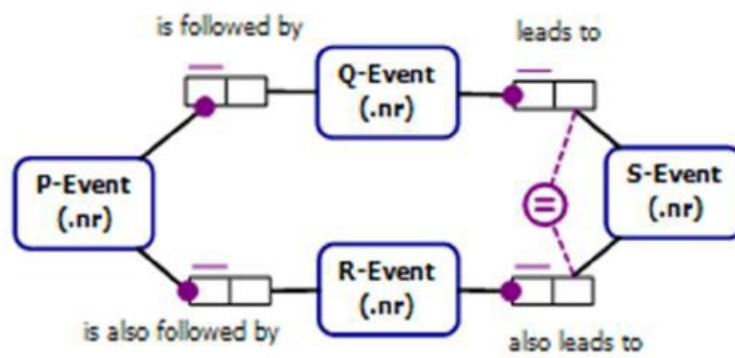 is followed by
leads to
Q-Event
(.nr)
P-Event
(.nr)
S-Event
(.nr)
=
R-Event
(.nr)
is also followed by
also leads to